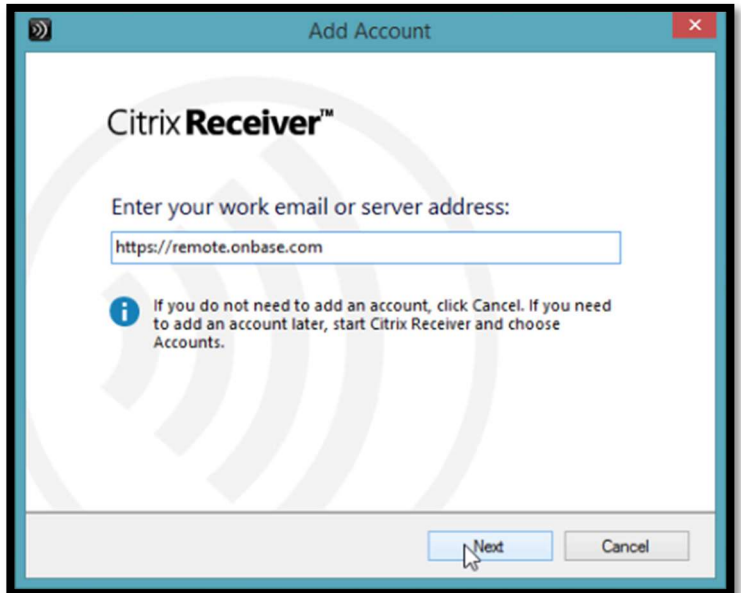 Add Account
Citrix Receiver™
Enter your work email or server address:
https://remote.onbase.com
If you do not need to add an account, click Cancel. If you need
to add an account later, start Citrix Receiver and choose
Accounts.
Next Cancel